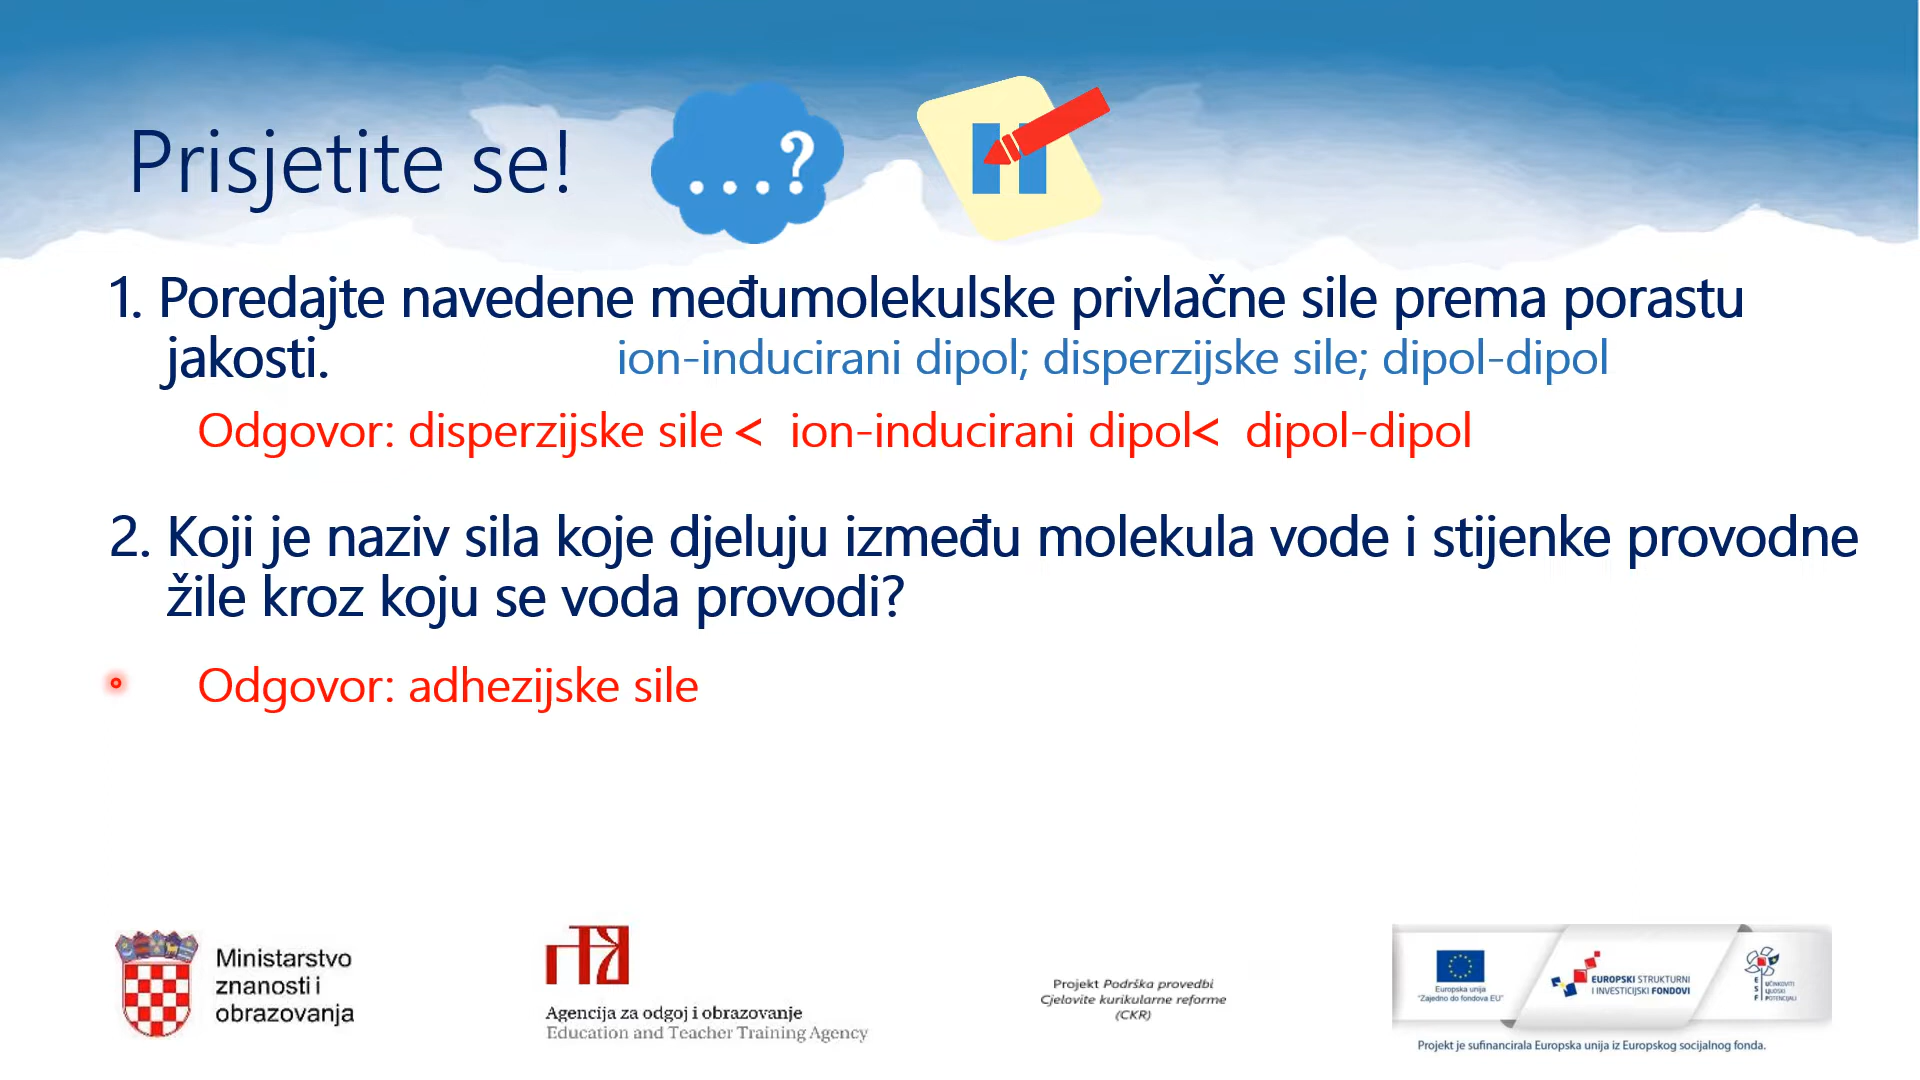 Prisjetite se!
...?
H
1. Poredajte navedene međumolekulske privlačne sile prema porastu
jakosti. ion-inducirani dipol; disperzijske sile; dipol-dipol
Odgovor: disperzijske sile < ion-inducirani dipol< dipol-dipol
2. Koji je naziv sila koje djeluju između molekula vode i stijenke provodne
žile kroz koju se voda provodi?
Odgovor: adhezijske sile
Ministarstvo
znanosti i
obrazovanja
Agencija za odgoj i obrazovanje
Education and Teacher Training Agency
Projekt Podrška provedbi
Cjelovite kurikularne reforme
(CKR)
Europska unija
"Zajedno do fondova EU"
EUROPSKI STRUKTURNI
I INVESTICIJSKI FONDOVI
ESF
UČINKOVITI
LJUDSKI
POTENCIJALI
Projekt je sufinancirala Europska unija iz Europskog socijalnog fonda.